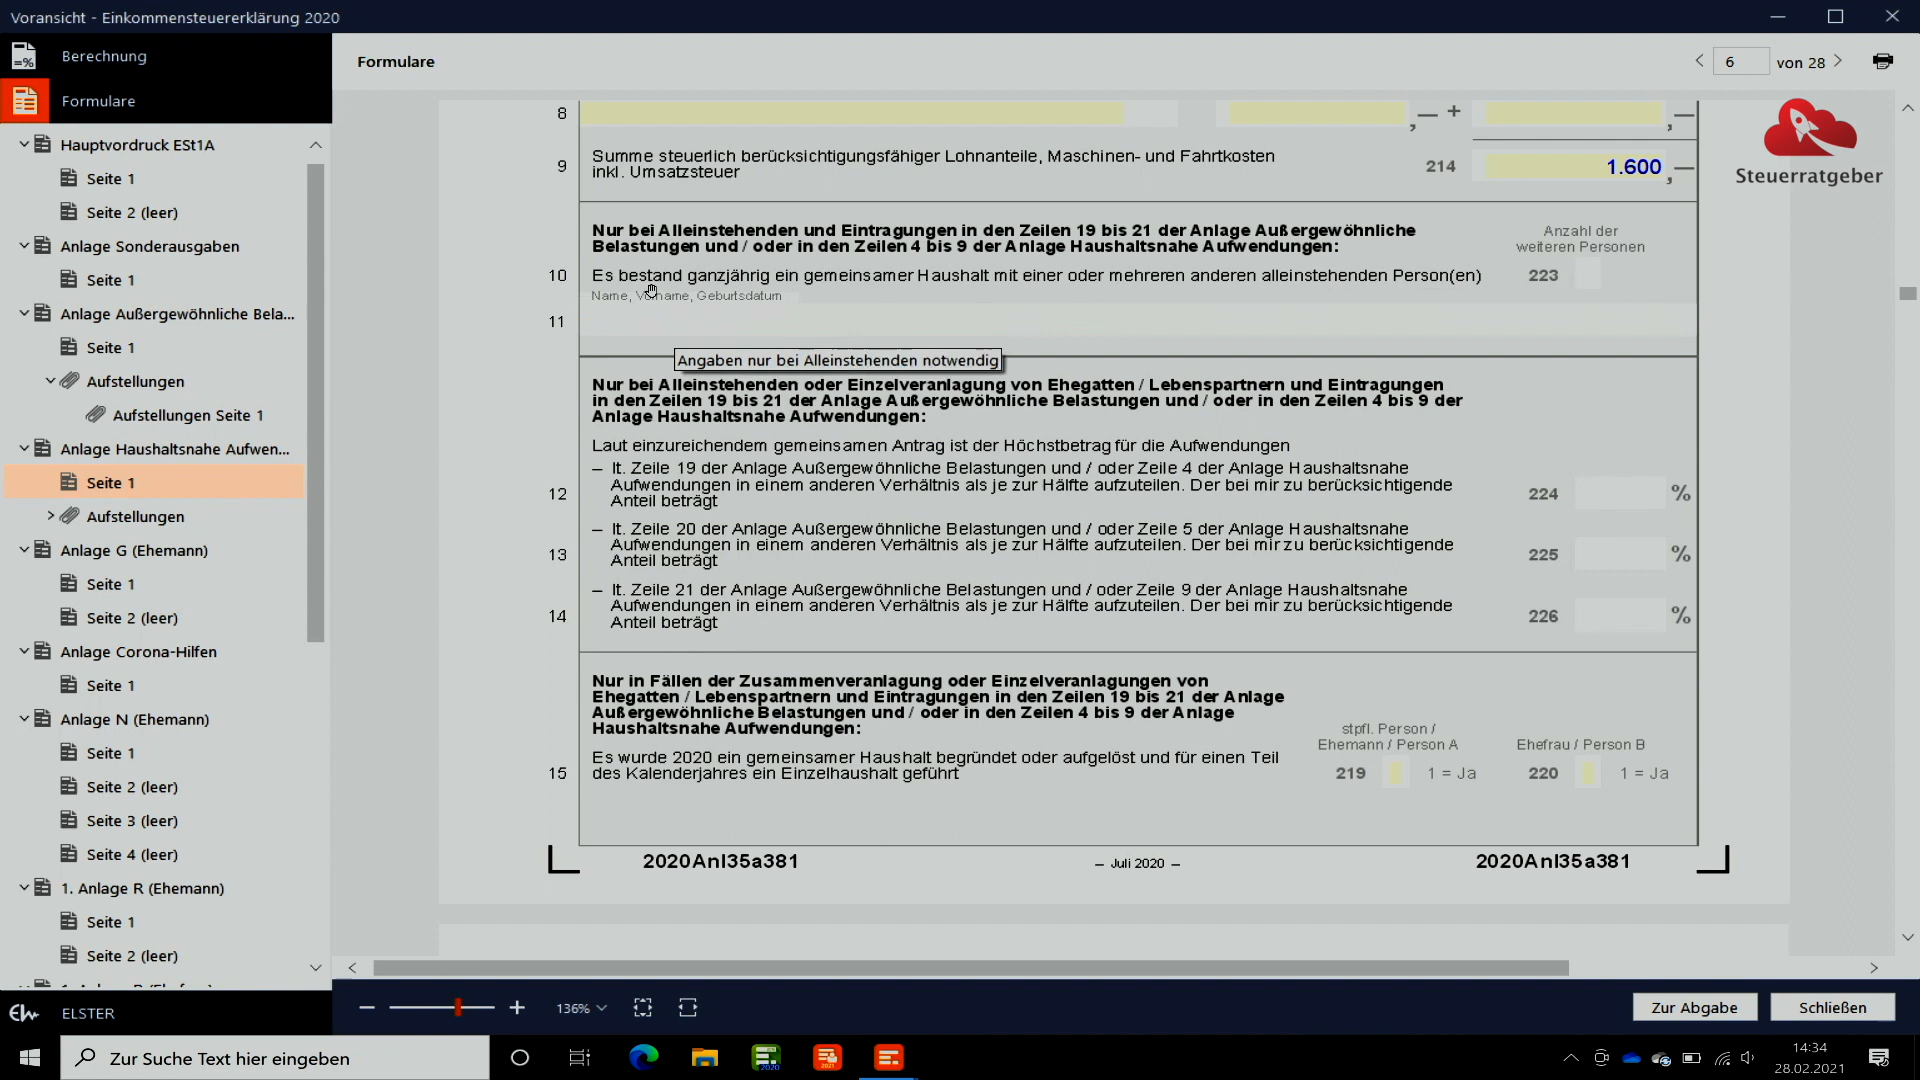 Voransicht - Einkommensteuererklärung 2020
Berechnung
Formulare
Hauptvordruck ESt1A
Seite 1
Seite 2 (leer)
Anlage Sonderausgaben
Seite 1
Anlage Außergewöhnliche Bela...
Seite 1
Aufstellungen
Aufstellungen Seite 1
Anlage Haushaltsnahe Aufwen...
Seite 1
Aufstellungen
Anlage G (Ehemann)
Seite 1
Seite 2 (leer)
Anlage Corona-Hilfen
Seite 1
Anlage N (Ehemann)
Seite 1
Seite 2 (leer)
Seite 3 (leer)
Seite 4 (leer)
1. Anlage R (Ehemann)
Seite 1
Seite 2 (leer)
ELSTER
Formulare
6 von 28
Steuerratgeber
8 ,— + ,—
9 Summe steuerlich berücksichtigungsfähiger Lohnanteile, Maschinen- und Fahrtkosten
inkl. Umsatzsteuer 214 1.600 ,—
Nur bei Alleinstehenden und Eintragungen in den Zeilen 19 bis 21 der Anlage Außergewöhnliche
Belastungen und / oder in den Zeilen 4 bis 9 der Anlage Haushaltsnahe Aufwendungen:
Anzahl der
weiteren Personen
10 Es bestand ganzjährig ein gemeinsamer Haushalt mit einer oder mehreren anderen alleinstehenden Person(en) 223
Name, Vorname, Geburtsdatum
11
Angaben nur bei Alleinstehenden notwendig
Nur bei Alleinstehenden oder Einzelveranlagung von Ehegatten / Lebenspartnern und Eintragungen
in den Zeilen 19 bis 21 der Anlage Außergewöhnliche Belastungen und / oder in den Zeilen 4 bis 9 der
Anlage Haushaltsnahe Aufwendungen:
Laut einzureichendem gemeinsamen Antrag ist der Höchstbetrag für die Aufwendungen
– lt. Zeile 19 der Anlage Außergewöhnliche Belastungen und / oder Zeile 4 der Anlage Haushaltsnahe
12 Aufwendungen in einem anderen Verhältnis als je zur Hälfte aufzuteilen. Der bei mir zu berücksichtigende
Anteil beträgt 224 %
– lt. Zeile 20 der Anlage Außergewöhnliche Belastungen und / oder Zeile 5 der Anlage Haushaltsnahe
13 Aufwendungen in einem anderen Verhältnis als je zur Hälfte aufzuteilen. Der bei mir zu berücksichtigende
Anteil beträgt 225 %
– lt. Zeile 21 der Anlage Außergewöhnliche Belastungen und / oder Zeile 9 der Anlage Haushaltsnahe
14 Aufwendungen in einem anderen Verhältnis als je zur Hälfte aufzuteilen. Der bei mir zu berücksichtigende
Anteil beträgt 226 %
Nur in Fällen der Zusammenveranlagung oder Einzelveranlagungen von
Ehegatten / Lebenspartnern und Eintragungen in den Zeilen 19 bis 21 der Anlage
Außergewöhnliche Belastungen und / oder in den Zeilen 4 bis 9 der Anlage
Haushaltsnahe Aufwendungen:
stpfl. Person /
Ehemann / Person A Ehefrau / Person B
Es wurde 2020 ein gemeinsamer Haushalt begründet oder aufgelöst und für einen Teil
15 des Kalenderjahres ein Einzelhaushalt geführt 219 1 = Ja 220 1 = Ja
2020Anl35a381 – Juli 2020 – 2020Anl35a381
136%
Zur Abgabe
Schließen
Zur Suche Text hier eingeben
2020
2021
14:34
28.02.2021